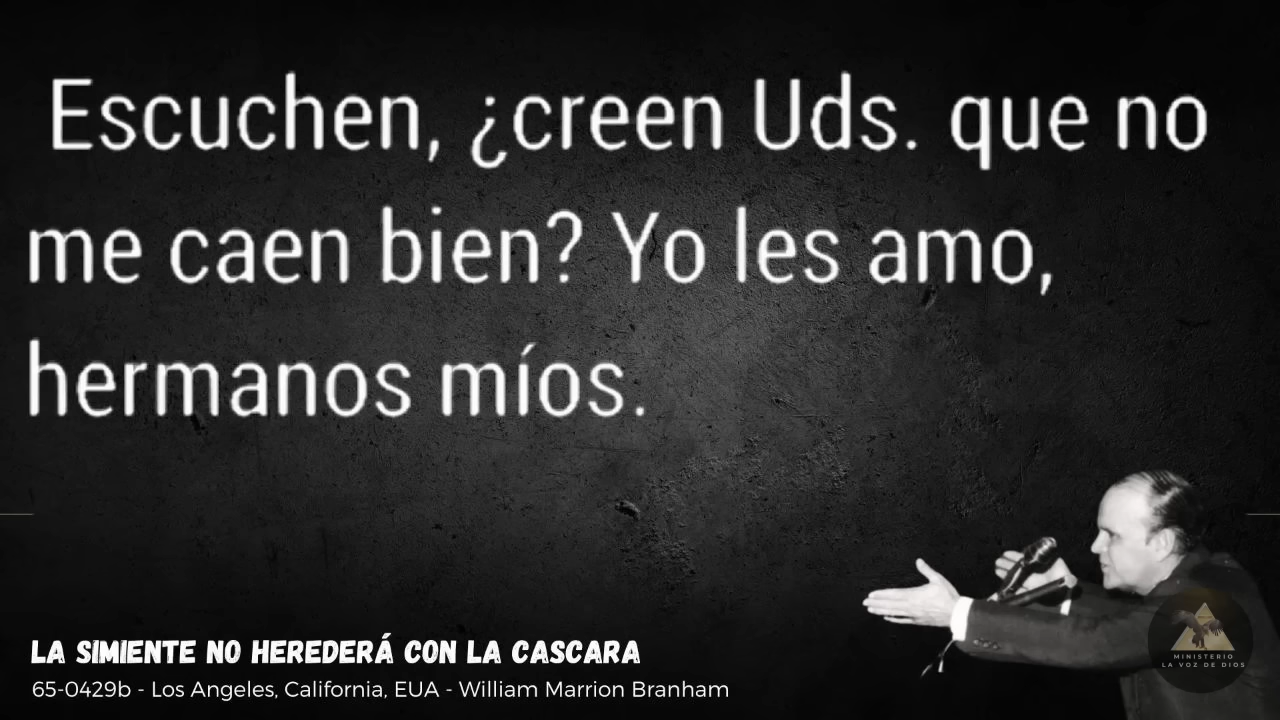 Escuchen, ¿creen Uds. que no
me caen bien? Yo les amo,
hermanos míos.
LA SIMIENTE NO HEREDERÁ CON LA CASCARA
65-0429b - Los Angeles, California, EUA - William Marrion Branham
MINISTERIO
LA VOZ DE DIOS